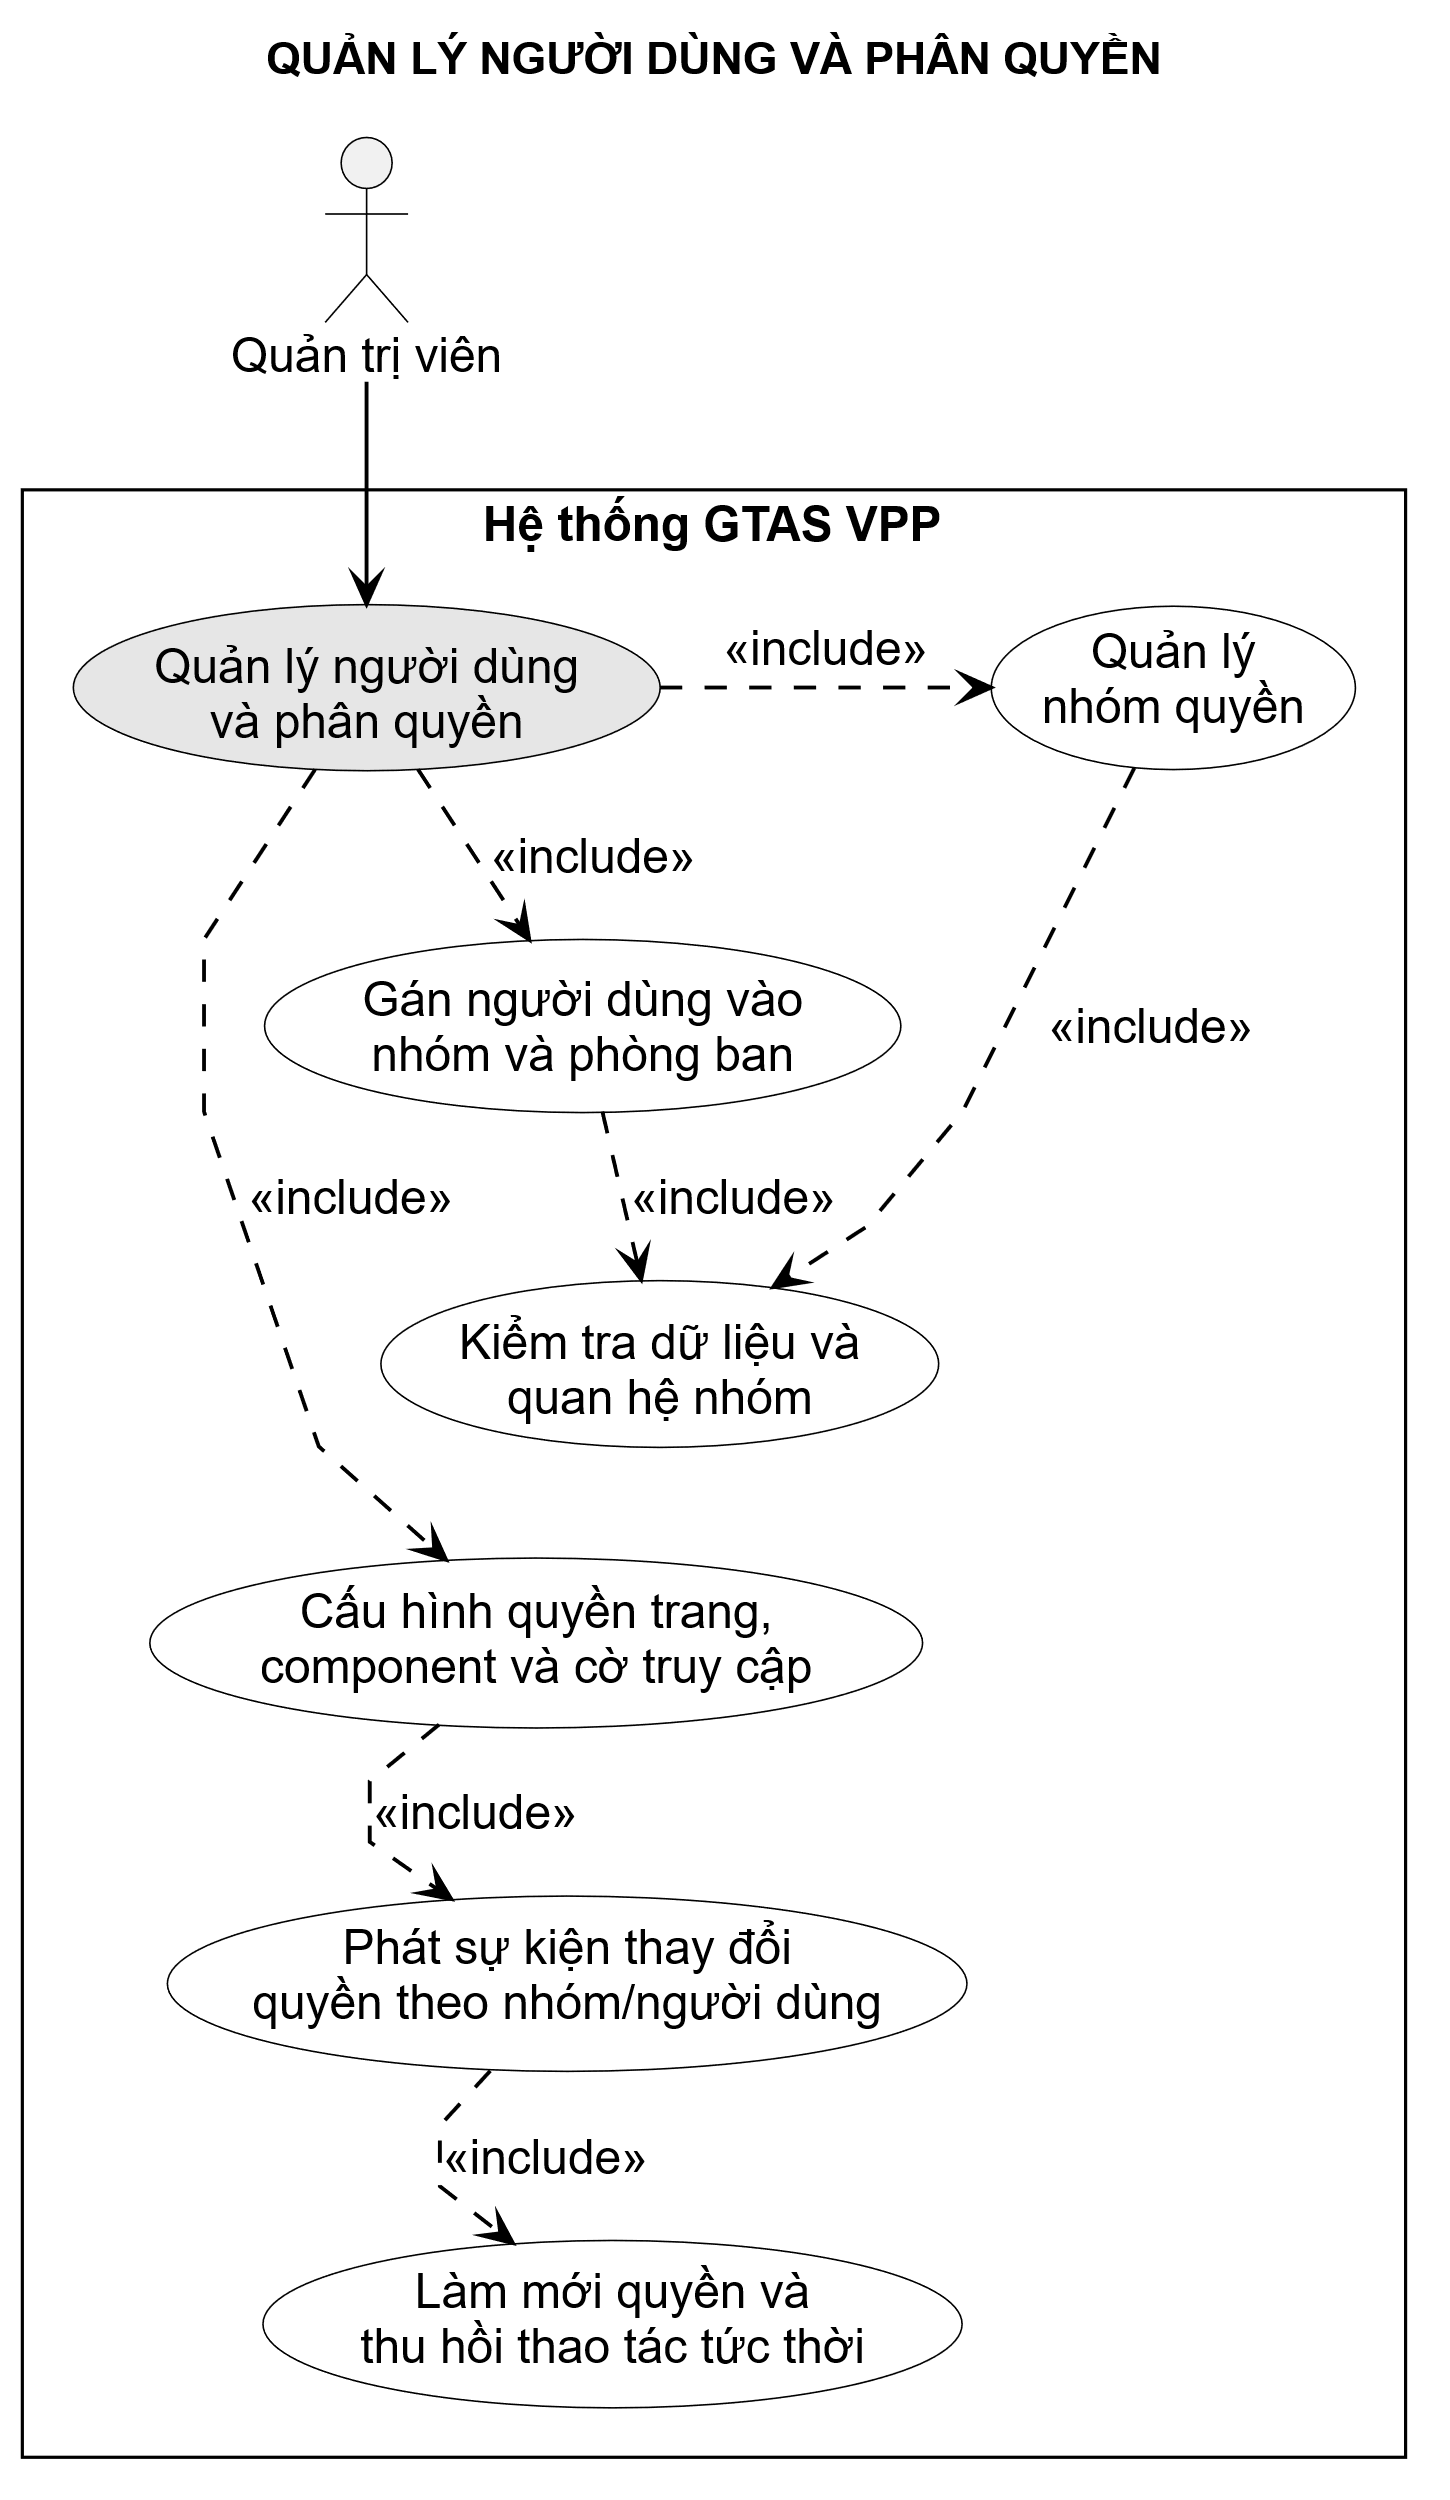 QUẢN LÝ NGƯỜI DÙNG VÀ PHÂN QUYỀN
Quản trị viên
Hệ thống GTAS VPP
Quản lý người dùng
và phân quyền
«include»
Quản lý
nhóm quyền
«include»
Gán người dùng vào
nhóm và phòng ban
«include»
«include»
«include»
Kiểm tra dữ liệu và
quan hệ nhóm
Cấu hình quyền trang,
component và cờ truy cập
«include»
Phát sự kiện thay đổi
quyền theo nhóm/người dùng
«include»
Làm mới quyền và
thu hồi thao tác tức thời